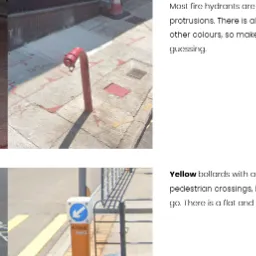 Most fire hydrants are
protrusions. There is a
other colours, so make
guessing.
Yellow bollards with a
pedestrian crossings,
go. There is a flat and